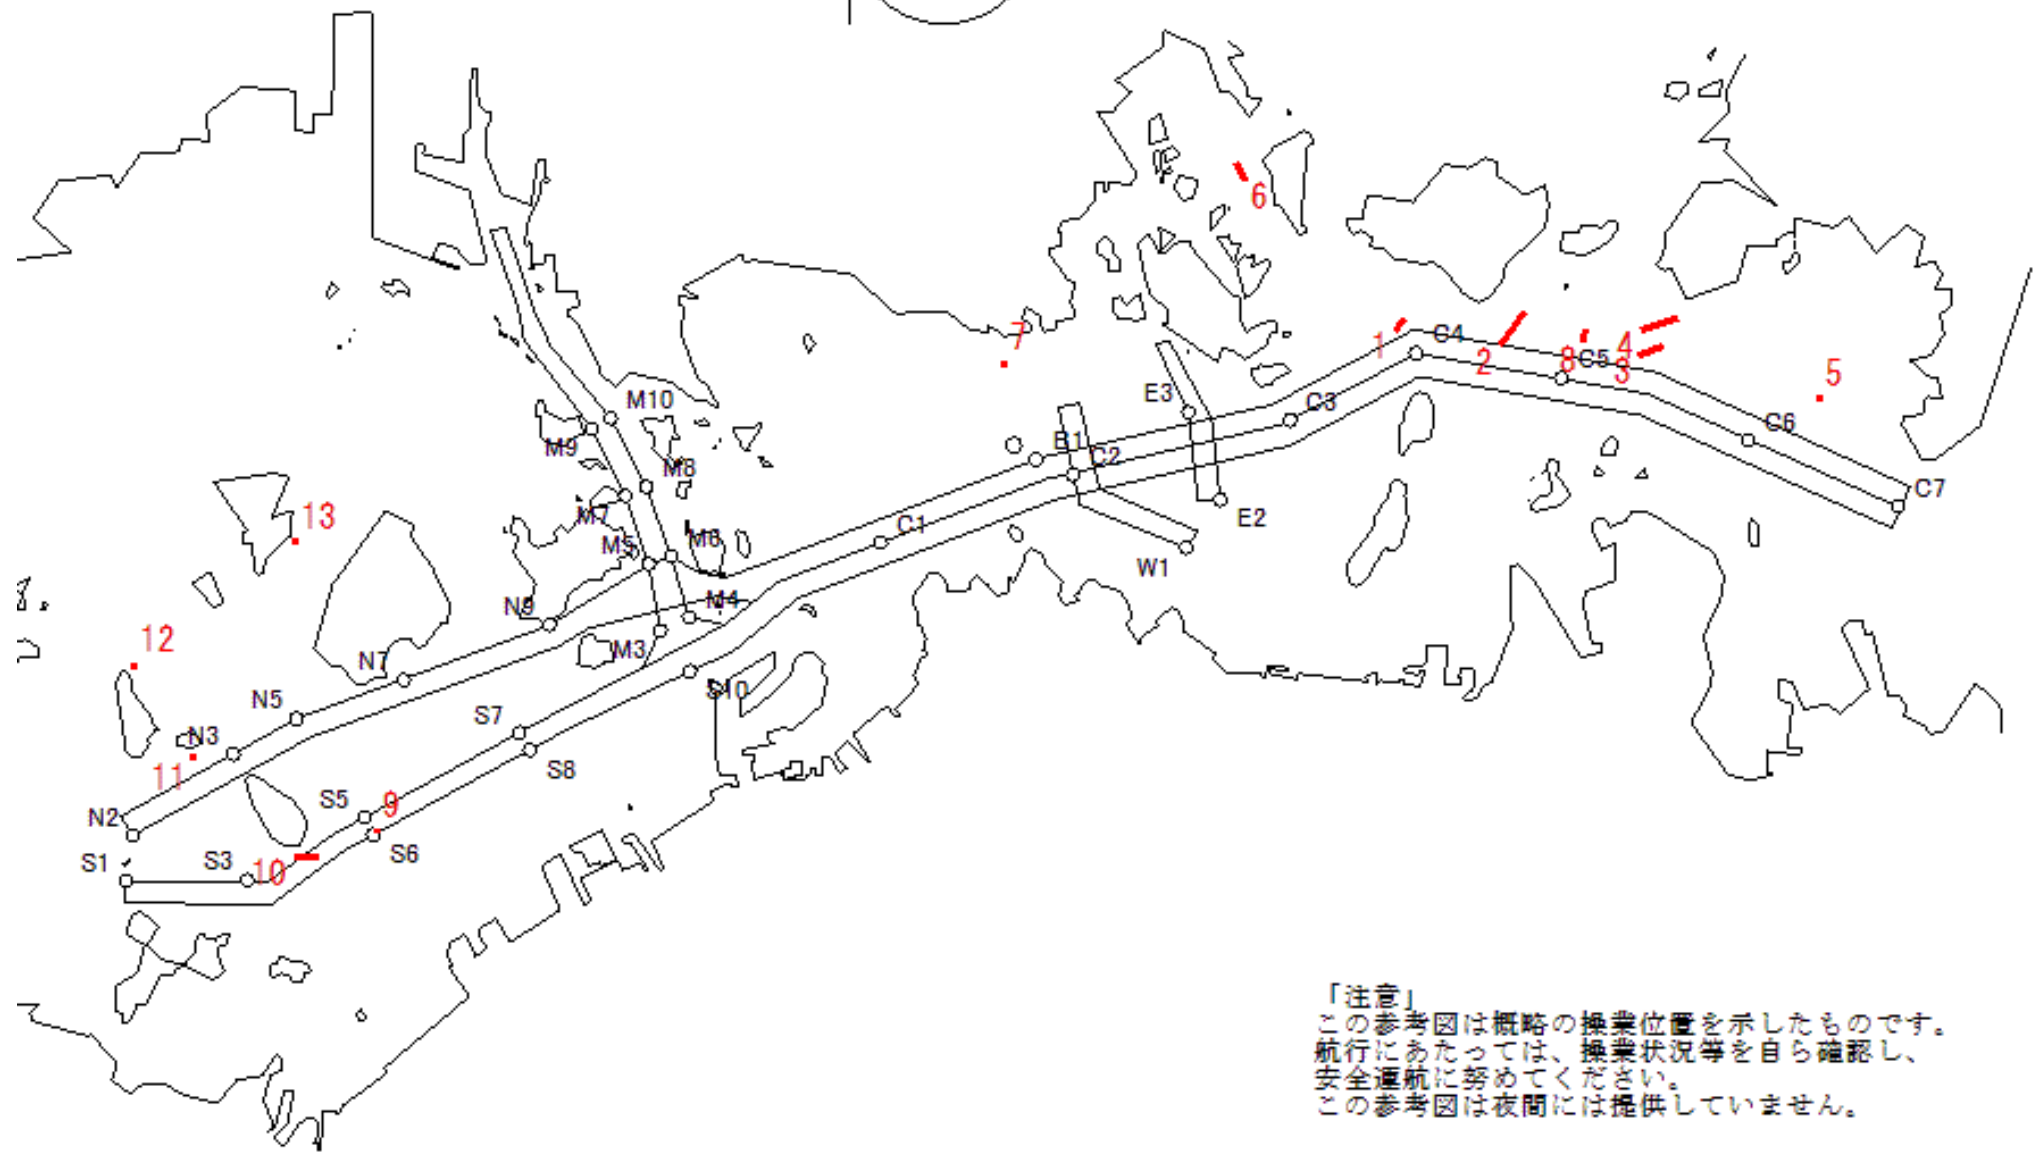 6
7
1
C4
2
8
C5
4
3
5
E3
C3
M10
M9
B1
C2
M8
C6
C7
13
M7
M5
M6
C1
E2
W1
N9
M4
12
M3
N7
S10
N5
S7
N3
S8
11
S5
9
N2
S6
S1
S3
10
「注意」
この参考図は概略の操業位置を示したものです。
航行にあたっては、操業状況等を自ら確認し、
安全運航に努めてください。
この参考図は夜間には提供していません。